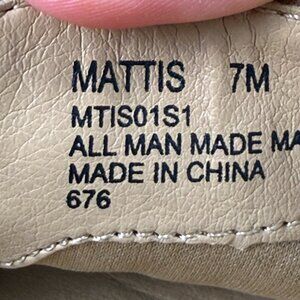 MATTIS 7M
MTIS01S1
ALL MAN MADE MA
MADE IN CHINA
676